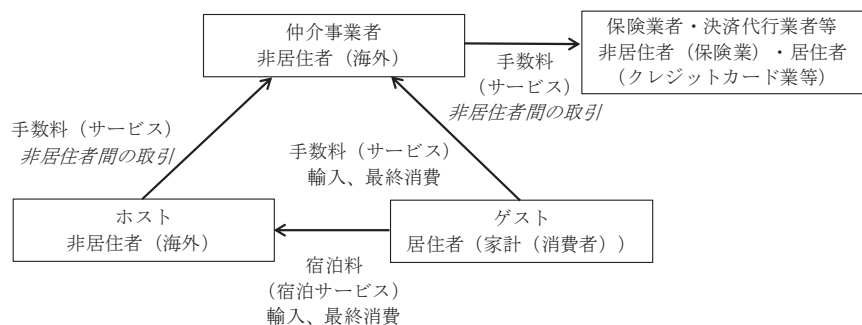 仲介事業者
非居住者（海外）
保険業者・決済代行業者等
非居住者（保険業）・居住者
（クレジットカード業等）
手数料
（サービス）
非居住者間の取引
手数料（サービス）
非居住者間の取引
手数料（サービス）
輸入、最終消費
ホスト
非居住者（海外）
ゲスト
居住者（家計（消費者））
宿泊料
（宿泊サービス）
輸入、最終消費